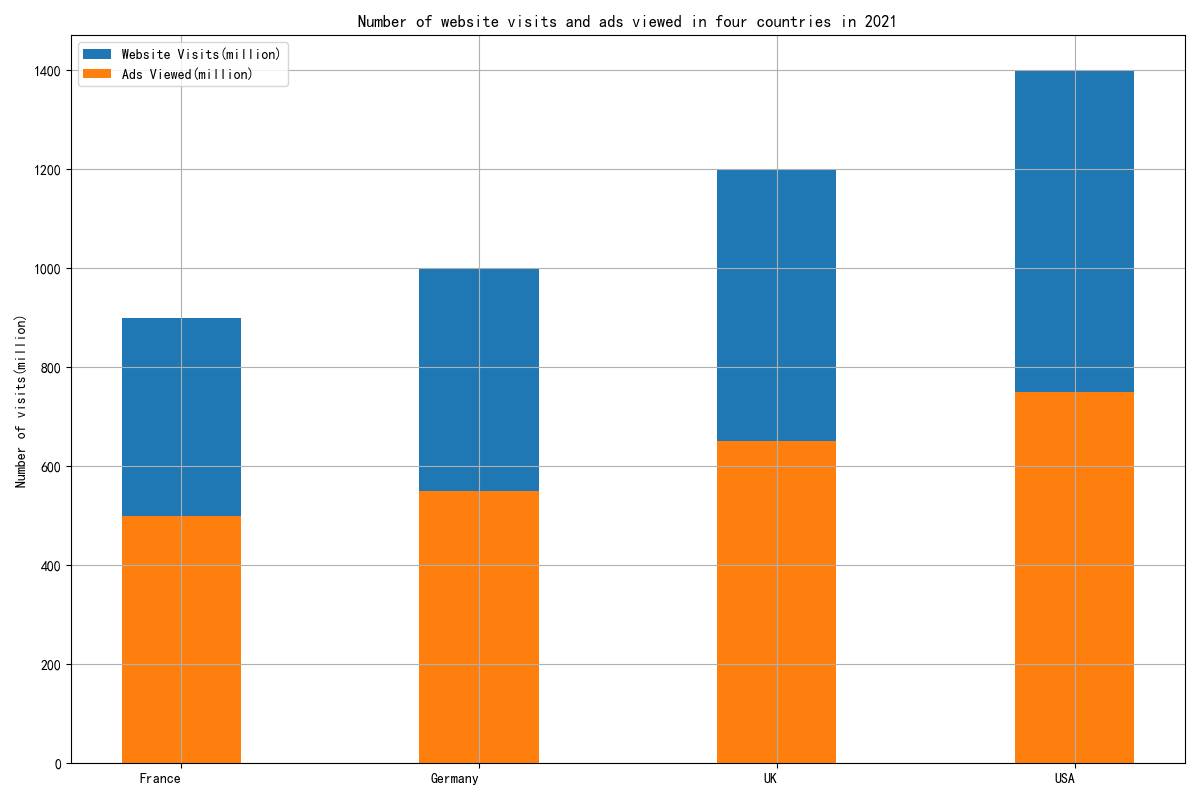 Number of website visits and ads viewed in four countries in 2021
Website Visits(million)
Ads Viewed(million)
Number of visits(million)
1400
1200
1000
800
600
400
200
0
France Germany UK USA